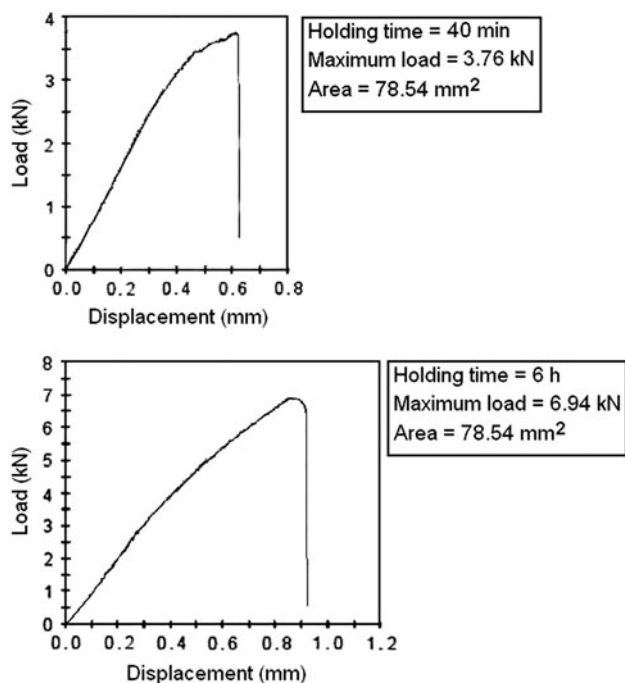 4
3
2
1
0
Load (kN)
0.0 0.2 0.4 0.6 0.8
Displacement (mm)
Holding time = 40 min
Maximum load = 3.76 kN
Area = 78.54 mm²
8
7
6
5
4
3
2
1
0
Load (kN)
0.0 0.2 0.4 0.6 0.8 1.0 1.2
Displacement (mm)
Holding time = 6 h
Maximum load = 6.94 kN
Area = 78.54 mm²